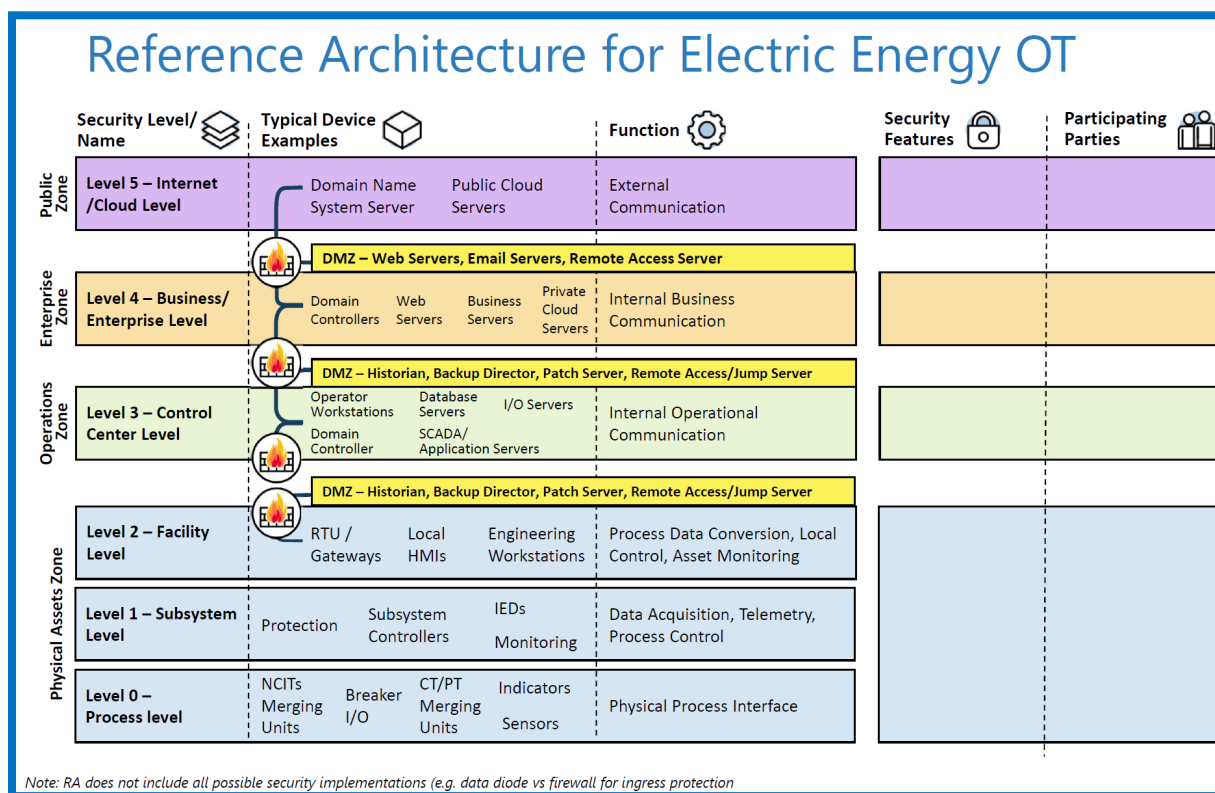 Reference Architecture for Electric Energy OT
Security Level/
Name
Typical Device
Examples
Function
Security
Features
Participating
Parties
Public
Zone
Level 5 – Internet
/Cloud Level
Domain Name
System Server
Public Cloud
Servers
External
Communication
DMZ – Web Servers, Email Servers, Remote Access Server
Enterprise
Zone
Level 4 – Business/
Enterprise Level
Domain
Controllers
Web
Servers
Business
Servers
Private
Cloud
Servers
Internal Business
Communication
DMZ – Historian, Backup Director, Patch Server, Remote Access/Jump Server
Operations
Zone
Level 3 – Control
Center Level
Operator
Workstations
Database
Servers
I/O Servers
Domain
Controller
SCADA/
Application Servers
Internal Operational
Communication
DMZ – Historian, Backup Director, Patch Server, Remote Access/Jump Server
Physical Assets Zone
Level 2 – Facility
Level
RTU /
Gateways
Local
HMIs
Engineering
Workstations
Process Data Conversion, Local
Control, Asset Monitoring
Level 1 – Subsystem
Level
Protection
Subsystem
Controllers
IEDs
Monitoring
Data Acquisition, Telemetry,
Process Control
Level 0 –
Process level
NCITs
Merging
Units
Breaker
I/O
CT/PT
Merging
Units
Indicators
Sensors
Physical Process Interface
Note: RA does not include all possible security implementations (e.g. data diode vs firewall for ingress protection